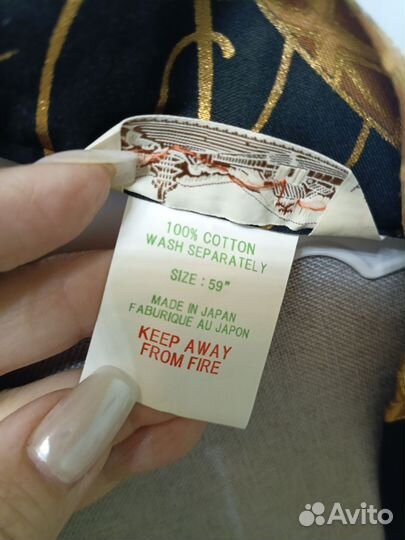 100% COTTON
WASH SEPARATELY
SIZE : 59"
MADE IN JAPAN
FABURIQUE AU JAPON
KEEP AWAY
FROM FIRE
Avito